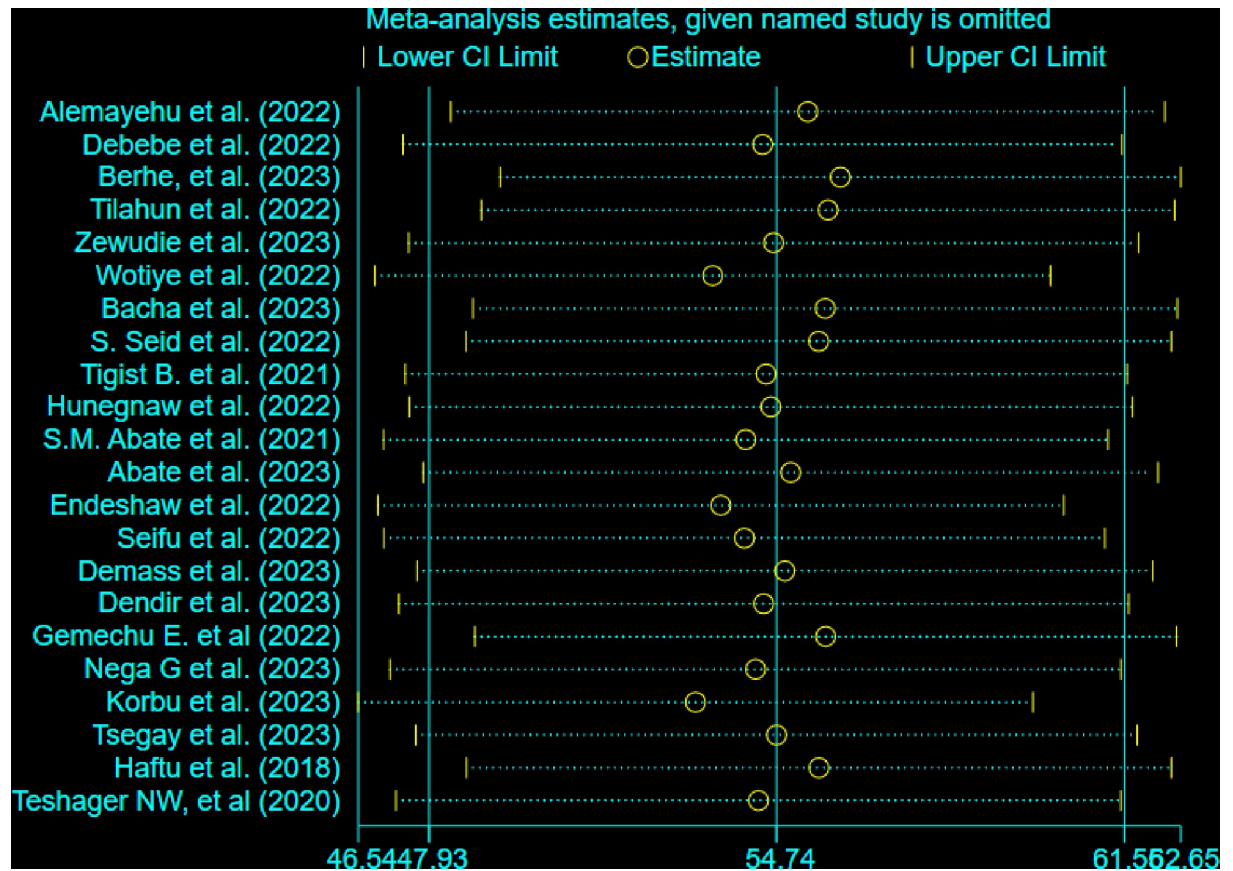 Meta-analysis estimates, given named study is omitted
Lower CI Limit Estimate Upper CI Limit
Alemayehu et al. (2022)
Debebe et al. (2022)
Berhe, et al. (2023)
Tilahun et al. (2022)
Zewudie et al. (2023)
Wotiye et al. (2022)
Bacha et al. (2023)
S. Seid et al. (2022)
Tigist B. et al. (2021)
Hunegnaw et al. (2022)
S.M. Abate et al. (2021)
Abate et al. (2023)
Endeshaw et al. (2022)
Seifu et al. (2022)
Demass et al. (2023)
Dendir et al. (2023)
Gemechu E. et al (2022)
Nega G et al. (2023)
Korbu et al. (2023)
Tsegay et al. (2023)
Haftu et al. (2018)
Teshager NW, et al (2020)
46.54 47.93 54.74 61.55 62.65